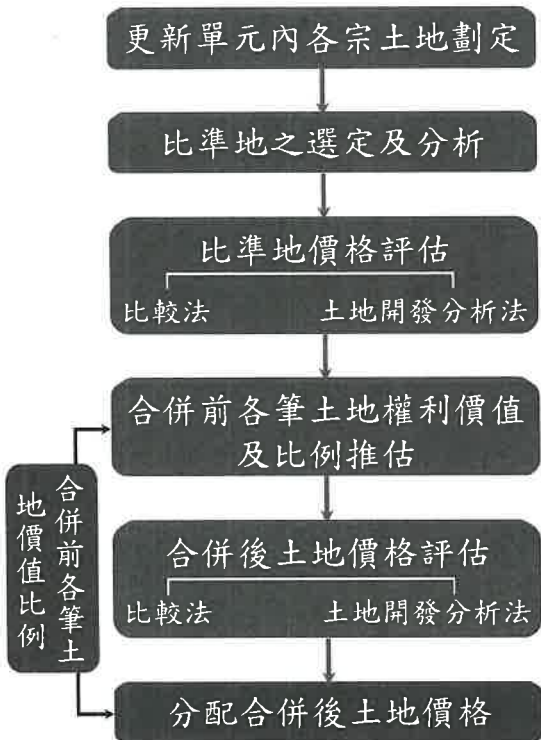 更新單元內各宗土地劃定
比準地之選定及分析
比準地價格評估
比較法
土地開發分析法
合併前各筆土地權利價值
及比例推估
合併前各筆土
地價值比例
合併後土地價格評估
比較法
土地開發分析法
分配合併後土地價格